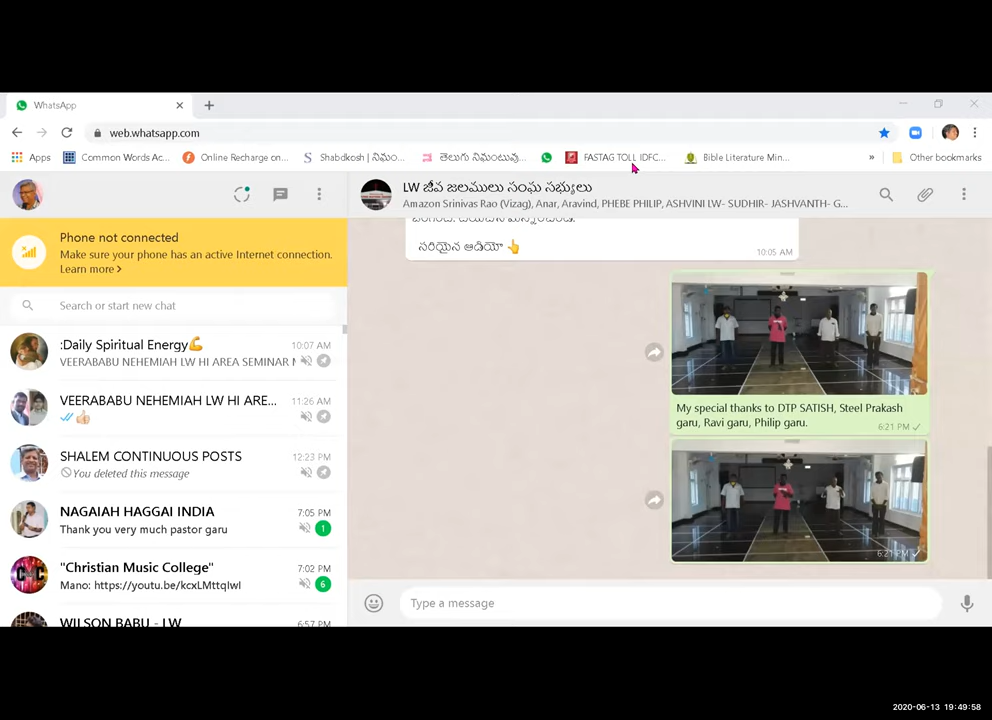 WhatsApp
web.whatsapp.com
Apps
Common Words Ac...
Online Recharge on...
Shabdkosh | నిఘం...
తెలుగు నిఘంటువు...
FASTAG TOLL IDFC...
Bible Literature Min...
»
Other bookmarks
Phone not connected
Make sure your phone has an active Internet connection.
Learn more >
Search or start new chat
:Daily Spiritual Energy💪
10:07 AM
VEERABABU NEHEMIAH LW HI AREA SEMINAR
VEERABABU NEHEMIAH LW HI ARE...
11:26 AM
👍🏻
SHALEM CONTINUOUS POSTS
12:23 PM
You deleted this message
NAGAIAH HAGGAI INDIA
7:05 PM
Thank you very much pastor garu
1
"Christian Music College"
7:02 PM
Mano: https://youtu.be/kcxLMttqIwI
6
WILSON BABU - LW
6:57 PM
LW జీవ జలములు సంఘ సభ్యులు
Amazon Srinivas Rao (Vizag), Anar, Aravind, PHEBE PHILIP, ASHVINI LW- SUDHIR- JASHVANTH- G...
సరియైన ఆడియో 👆
10:05 AM
My special thanks to DTP SATISH, Steel Prakash
garu, Ravi garu, Philip garu.
6:21 PM
6:21 PM
Type a message
2020-06-13 19:49:58